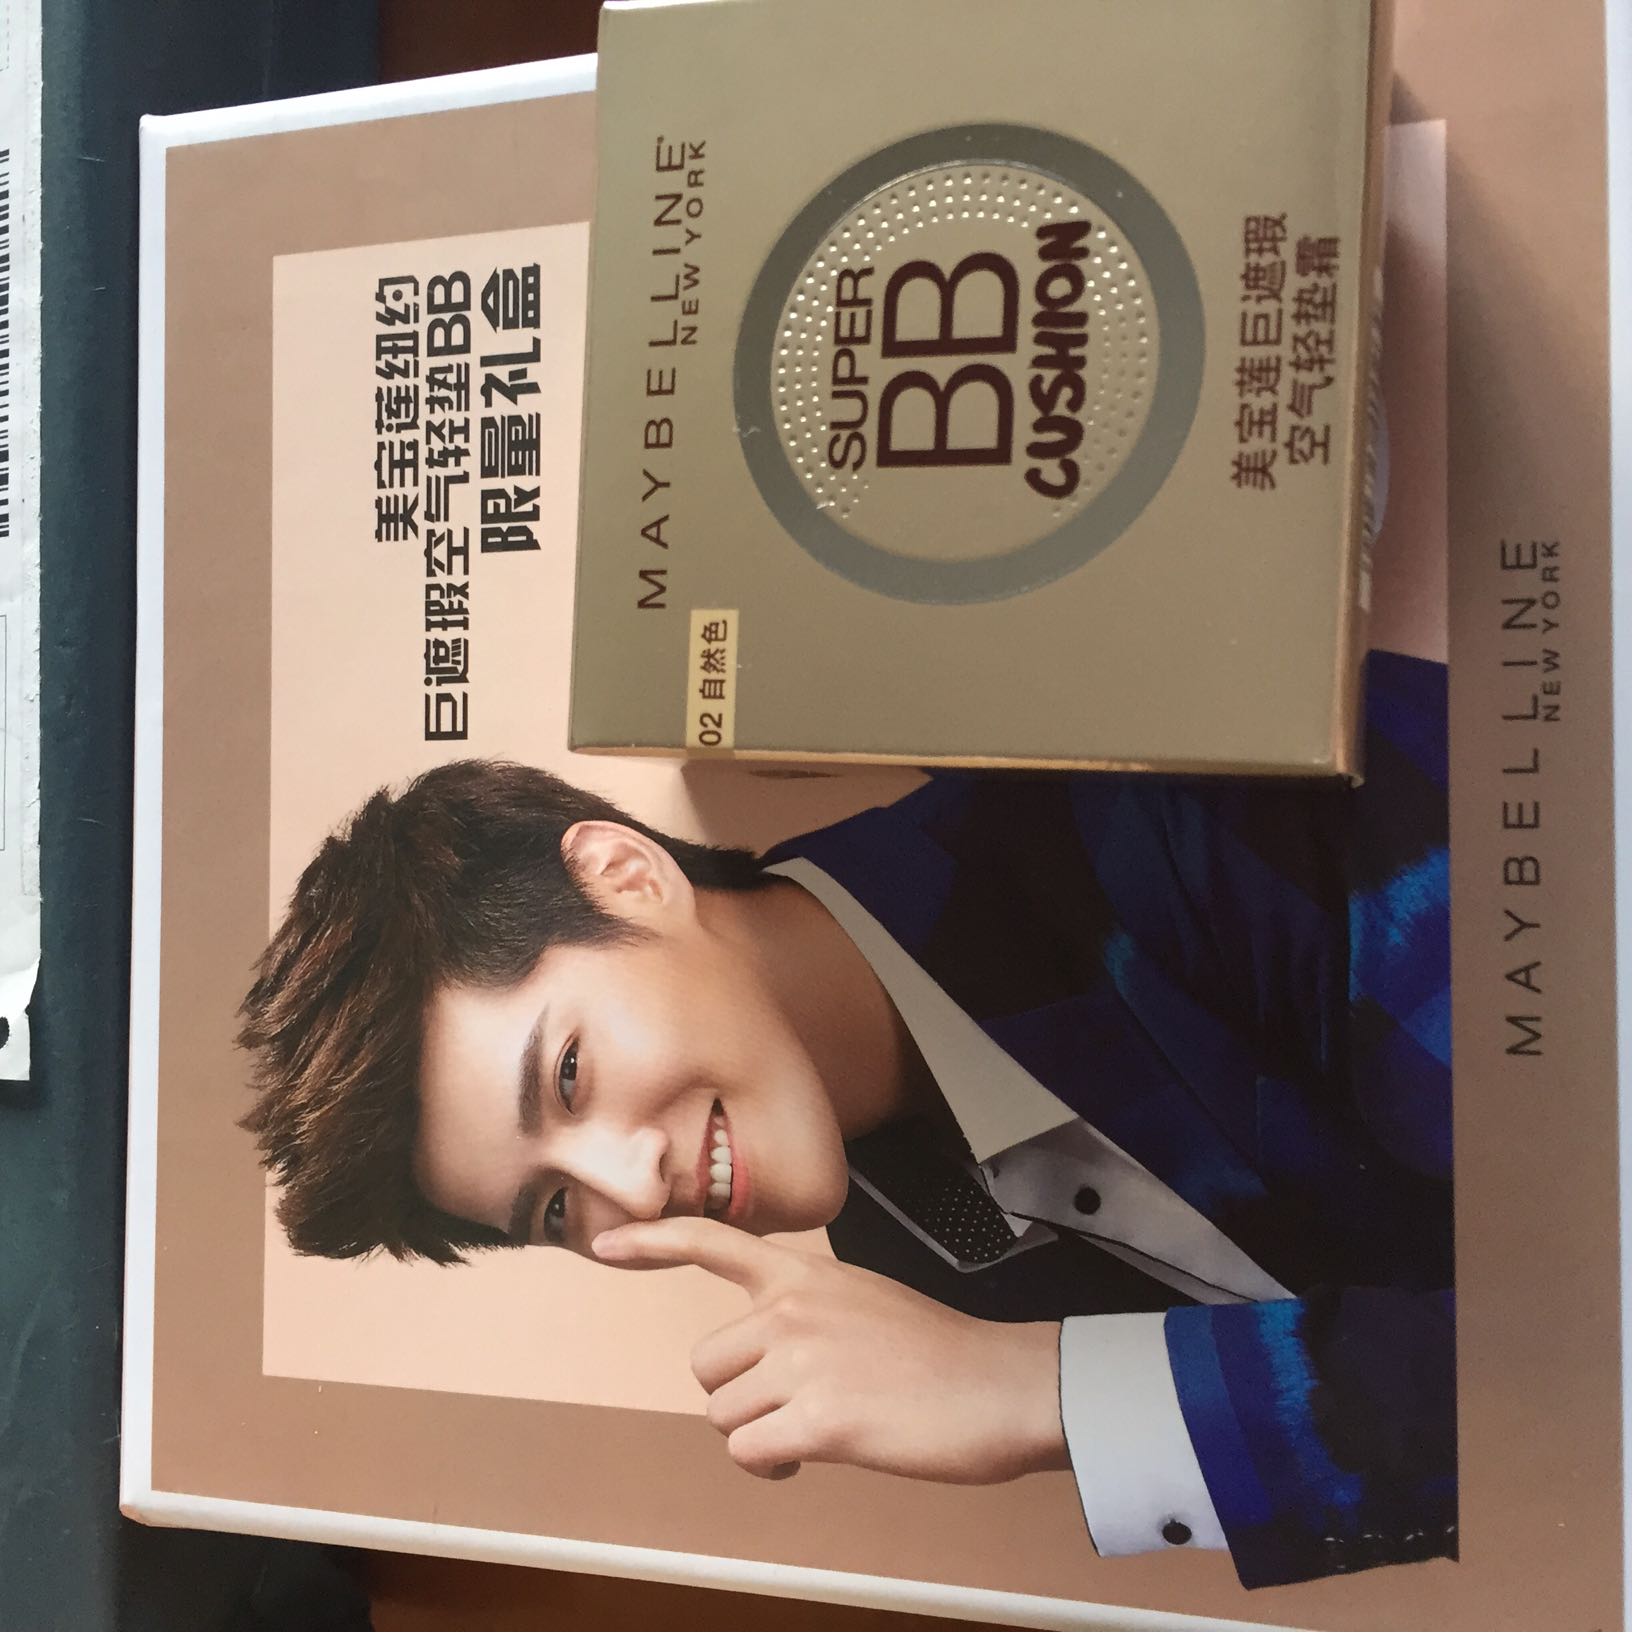 美宝莲纽约
巨遮瑕空气轻垫BB
限量礼盒
MAYBELLINE
NEW YORK
SUPER
BB
CUSHION
美宝莲巨遮瑕
空气轻垫霜
02 自然色
MAYBELLINE
NEW YORK